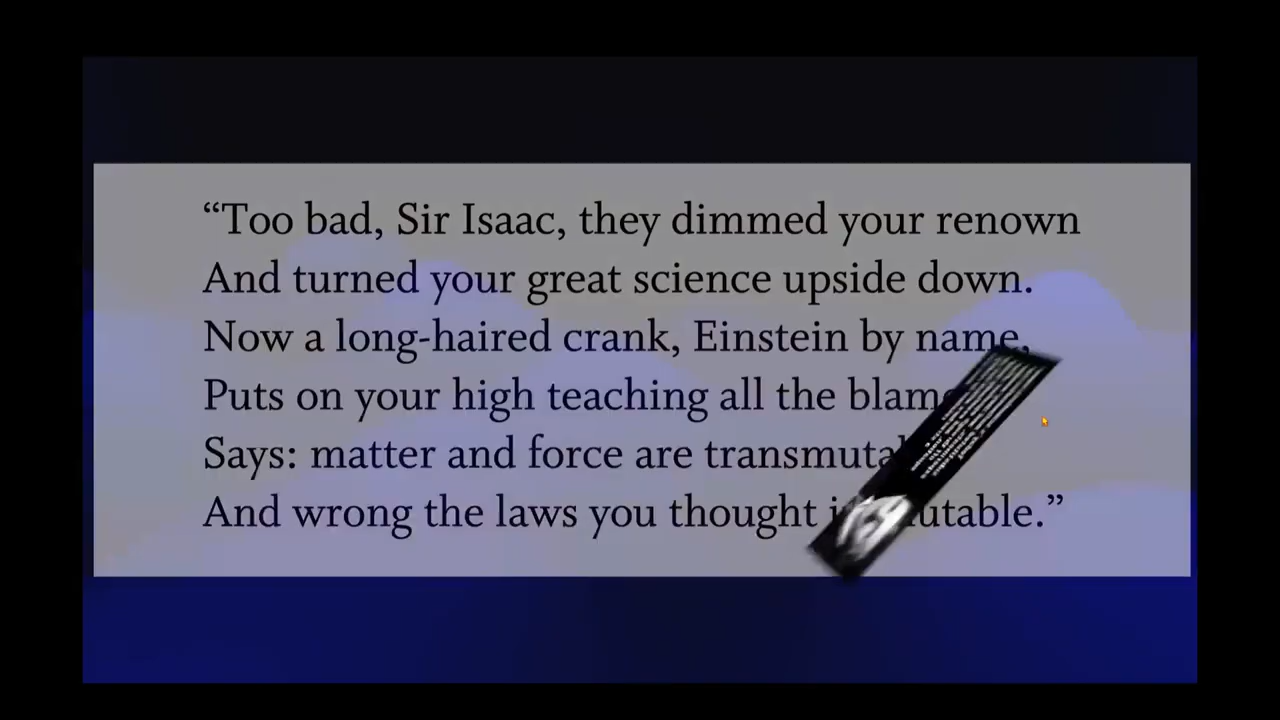 “Too bad, Sir Isaac, they dimmed your renown
And turned your great science upside down.
Now a long-haired crank, Einstein by name,
Puts on your high teaching all the blame
Says: matter and force are
And wrong the laws you thought